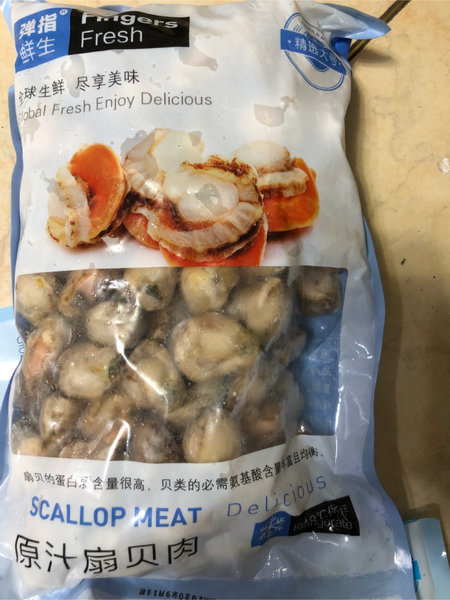 弹指®
鲜生
Fingers
Fresh
精选大号
全球生鲜 尽享美味
Global Fresh Enjoy Delicious
扇贝的蛋白质含量很高，贝类的必需氨基酸含量丰富且均衡。
SCALLOP MEAT
Delicious
原汁扇贝肉